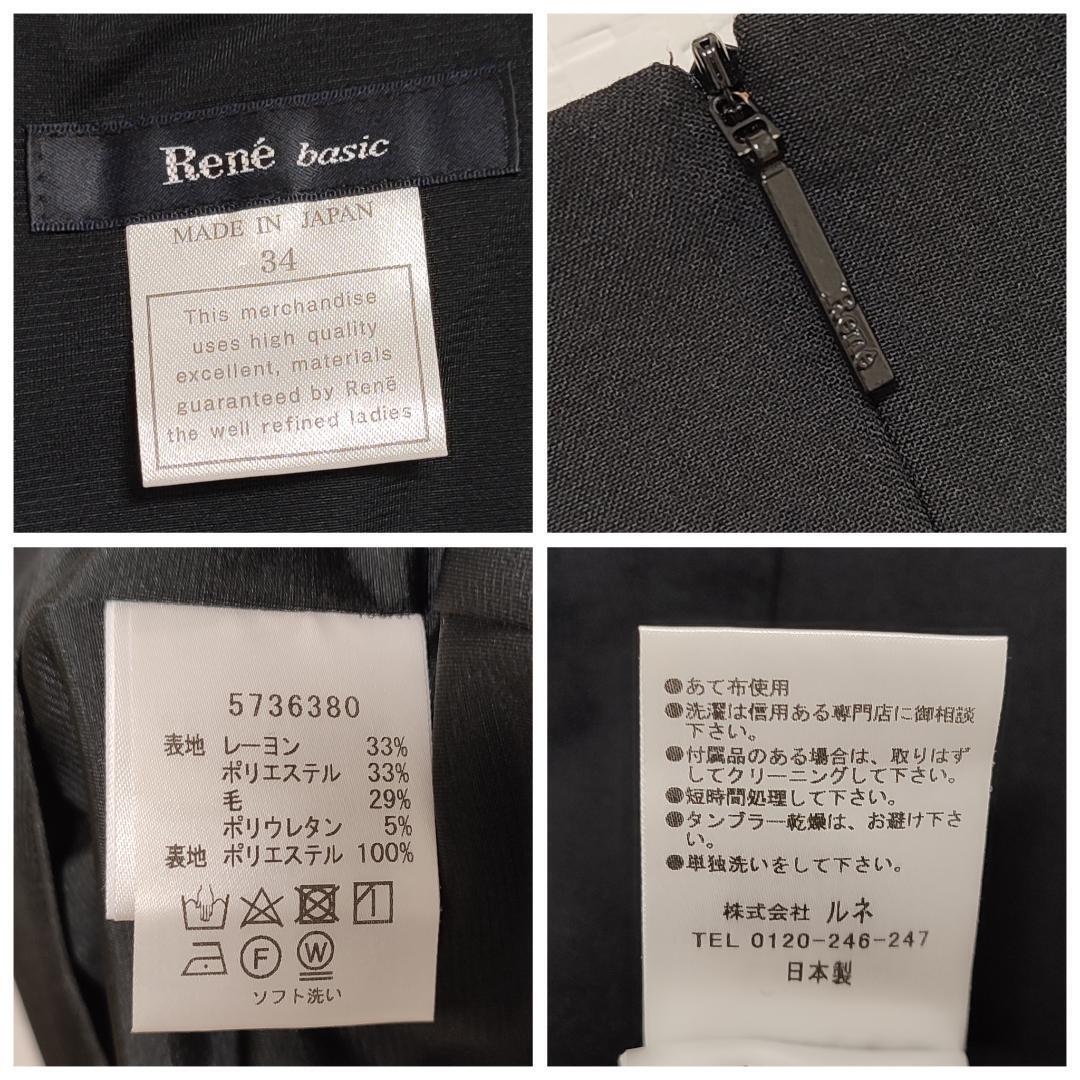 René basic
MADE IN JAPAN
34
This merchandise
uses high quality
excellent, materials
guaranteed by René
the well refined ladies
René
5736380
表地 レーヨン 33%
ポリエステル 33%
毛 29%
ポリウレタン 5%
裏地 ポリエステル 100%
F W
ソフト洗い
●あて布使用
●洗濯は信用ある専門店に御相談
下さい。
●付属品のある場合は、取りはず
してクリーニングして下さい。
●短時間処理して下さい。
●タンブラー乾燥は、お避け下さ
い。
●単独洗いをして下さい。
株式会社 ルネ
TEL 0120-246-247
日本製